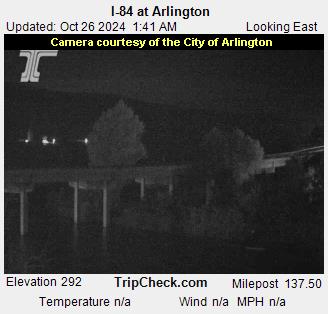 I-84 at Arlington
Updated: Oct 26 2024 1:41 AM Looking East
Camera courtesy of the City of Arlington
Elevation 292 TripCheck.com Milepost 137.50
Temperature n/a Wind n/a MPH n/a